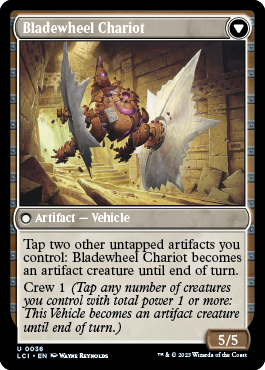 Bladewheel Chariot
Artifact — Vehicle
Tap two other untapped artifacts you
control: Bladewheel Chariot becomes
an artifact creature until end of turn.
Crew 1 (Tap any number of creatures
you control with total power 1 or more:
This Vehicle becomes an artifact creature
until end of turn.)
5/5
U 0036
LCI • EN WAYNE REYNOLDS
™ & © 2023 Wizards of the Coast